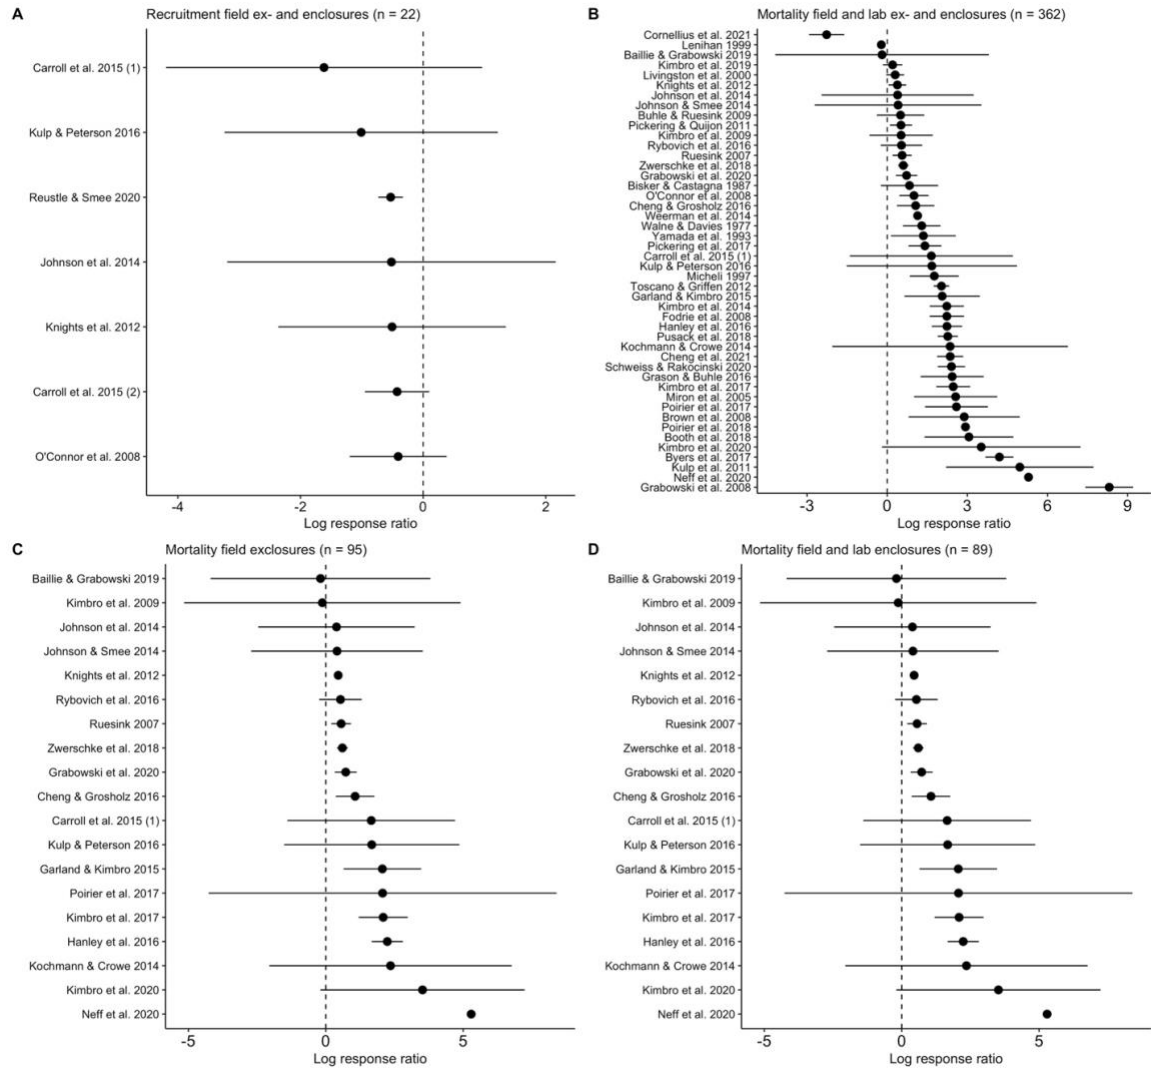 A
Recruitment field ex- and enclosures (n = 22)
Carroll et al. 2015 (1)
Kulp & Peterson 2016
Reustle & Smee 2020
Johnson et al. 2014
Knights et al. 2012
Carroll et al. 2015 (2)
O'Connor et al. 2008
-4
-2
0
2
Log response ratio
B
Mortality field and lab ex- and enclosures (n = 362)
Cornellius et al. 2021
Lenihan 1999
Baillie & Grabowski 2019
Kimbro et al. 2019
Livingston et al. 2000
Knights et al. 2012
Johnson et al. 2014
Johnson & Smee 2014
Buhle & Ruesink 2009
Pickering & Quijon 2011
Kimbro et al. 2009
Rybovich et al. 2016
Ruesink 2007
Zwerschke et al. 2018
Grabowski et al. 2020
Bisker & Castagna 1987
O'Connor et al. 2008
Cheng & Grosholz 2016
Weerman et al. 2014
Walne & Davies 1977
Yamada et al. 1993
Pickering et al. 2017
Carroll et al. 2015 (1)
Kulp & Peterson 2016
Micheli 1997
Toscano & Griffen 2012
Garland & Kimbro 2015
Kimbro et al. 2014
Fodrie et al. 2008
Hanley et al. 2016
Pusack et al. 2018
Kochmann & Crowe 2014
Cheng et al. 2021
Schweiss & Rakocinski 2020
Grason & Buhle 2016
Kimbro et al. 2017
Miron et al. 2005
Poirier et al. 2017
Brown et al. 2008
Poirier et al. 2018
Booth et al. 2018
Kimbro et al. 2020
Byers et al. 2017
Kulp et al. 2011
Neff et al. 2020
Grabowski et al. 2008
-3
0
3
6
9
Log response ratio
C
Mortality field exclosures (n = 95)
Baillie & Grabowski 2019
Kimbro et al. 2009
Johnson et al. 2014
Johnson & Smee 2014
Knights et al. 2012
Rybovich et al. 2016
Ruesink 2007
Zwerschke et al. 2018
Grabowski et al. 2020
Cheng & Grosholz 2016
Carroll et al. 2015 (1)
Kulp & Peterson 2016
Garland & Kimbro 2015
Poirier et al. 2017
Kimbro et al. 2017
Hanley et al. 2016
Kochmann & Crowe 2014
Kimbro et al. 2020
Neff et al. 2020
-5
0
5
Log response ratio
D
Mortality field and lab enclosures (n = 89)
Baillie & Grabowski 2019
Kimbro et al. 2009
Johnson et al. 2014
Johnson & Smee 2014
Knights et al. 2012
Rybovich et al. 2016
Ruesink 2007
Zwerschke et al. 2018
Grabowski et al. 2020
Cheng & Grosholz 2016
Carroll et al. 2015 (1)
Kulp & Peterson 2016
Garland & Kimbro 2015
Poirier et al. 2017
Kimbro et al. 2017
Hanley et al. 2016
Kochmann & Crowe 2014
Kimbro et al. 2020
Neff et al. 2020
-5
0
5
Log response ratio